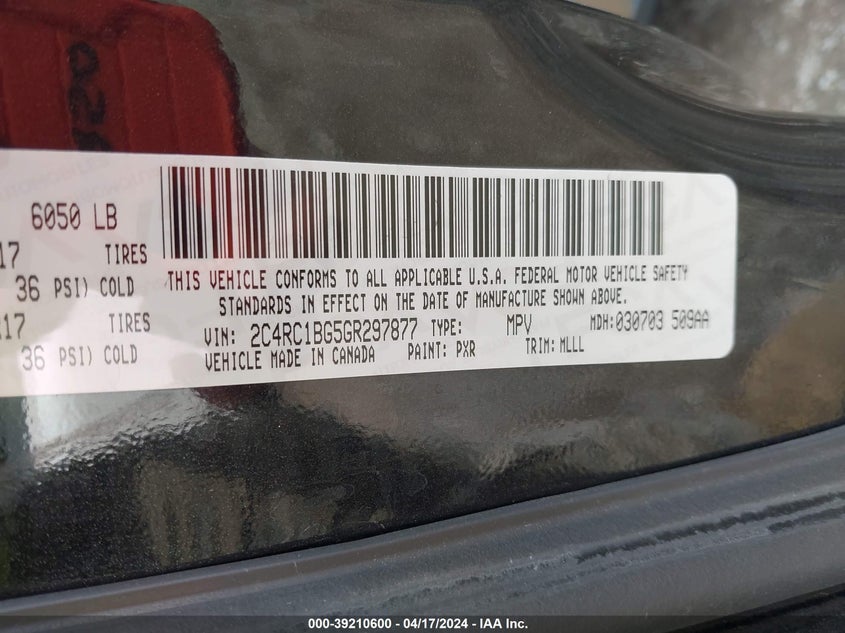 6050 LB
17 TIRES
36 PSI) COLD
R17 TIRES
36 PSI) COLD
THIS VEHICLE CONFORMS TO ALL APPLICABLE U.S.A. FEDERAL MOTOR VEHICLE SAFETY
STANDARDS IN EFFECT ON THE DATE OF MANUFACTURE SHOWN ABOVE.
VIN: 2C4RC1BG5GR297877 TYPE: MPV MDH:030703 509AA
VEHICLE MADE IN CANADA PAINT: PXR TRIM: MLLL
000-39210600 - 04/17/2024 - IAA Inc.